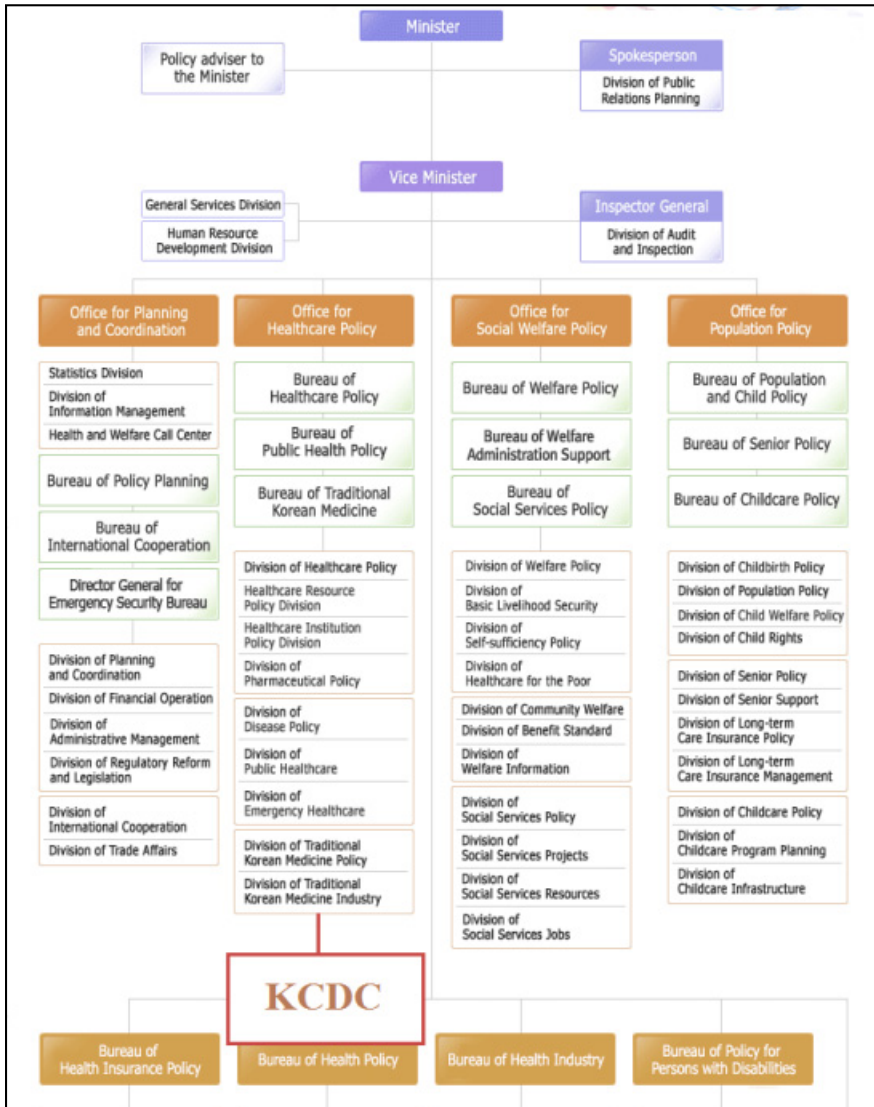 Minister
Policy adviser to
the Minister
Spokesperson
Division of Public
Relations Planning
Vice Minister
General Services Division
Human Resource
Development Division
Inspector General
Division of Audit
and Inspection
Office for Planning
and Coordination
Statistics Division
Division of
Information Management
Health and Welfare Call Center
Bureau of Policy Planning
Bureau of
International Cooperation
Director General for
Emergency Security Bureau
Division of Planning
and Coordination
Division of Financial Operation
Division of
Administrative Management
Division of Regulatory Reform
and Legislation
Division of
International Cooperation
Division of Trade Affairs
Office for
Healthcare Policy
Bureau of
Healthcare Policy
Bureau of
Public Health Policy
Bureau of Traditional
Korean Medicine
Division of Healthcare Policy
Healthcare Resource
Policy Division
Healthcare Institution
Policy Division
Division of
Pharmaceutical Policy
Division of
Disease Policy
Division of
Public Healthcare
Division of
Emergency Healthcare
Division of Traditional
Korean Medicine Policy
Division of Traditional
Korean Medicine Industry
Office for
Social Welfare Policy
Bureau of Welfare Policy
Bureau of Welfare
Administration Support
Bureau of
Social Services Policy
Division of Welfare Policy
Division of
Basic Livelihood Security
Division of
Self-sufficiency Policy
Division of
Healthcare for the Poor
Division of Community Welfare
Division of Benefit Standard
Division of
Welfare Information
Division of
Social Services Policy
Division of
Social Services Projects
Division of
Social Services Resources
Division of
Social Services Jobs
Office for
Population Policy
Bureau of Population
and Child Policy
Bureau of Senior Policy
Bureau of Childcare Policy
Division of Childbirth Policy
Division of Population Policy
Division of Child Welfare Policy
Division of Child Rights
Division of Senior Policy
Division of Senior Support
Division of Long-term
Care Insurance Policy
Division of Long-term
Care Insurance Management
Division of Childcare Policy
Division of
Childcare Program Planning
Division of
Childcare Infrastructure
KCDC
Bureau of
Health Insurance Policy
Bureau of Health Policy
Bureau of Health Industry
Bureau of Policy for
Persons with Disabilities